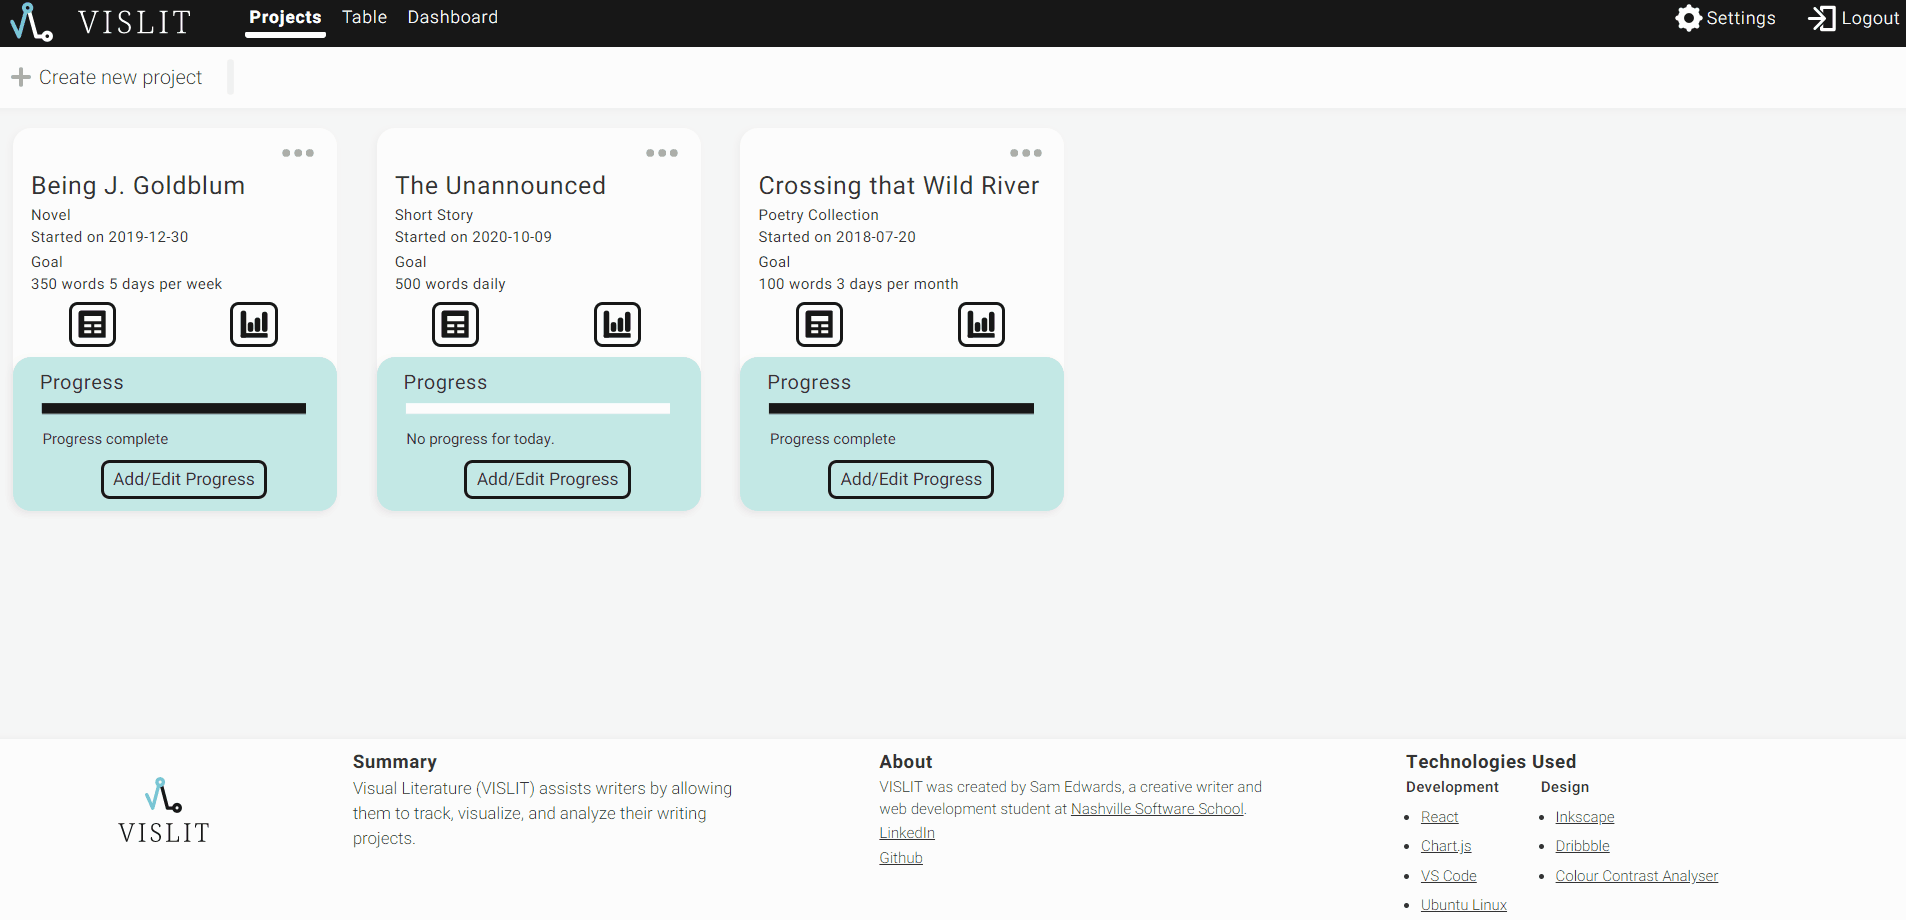 VISLIT
Projects
Table
Dashboard
Settings
Logout
Create new project
Being J. Goldblum
Novel
Started on 2019-12-30
Goal
350 words 5 days per week
Progress
Progress complete
Add/Edit Progress
The Unannounced
Short Story
Started on 2020-10-09
Goal
500 words daily
Progress
No progress for today.
Add/Edit Progress
Crossing that Wild River
Poetry Collection
Started on 2018-07-20
Goal
100 words 3 days per month
Progress
Progress complete
Add/Edit Progress
VISLIT
Summary
Visual Literature (VISLIT) assists writers by allowing
them to track, visualize, and analyze their writing
projects.
About
VISLIT was created by Sam Edwards, a creative writer and
web development student at Nashville Software School.
LinkedIn
Github
Technologies Used
Development
React
Chart.js
VS Code
Ubuntu Linux
Design
Inkscape
Dribbble
Colour Contrast Analyser